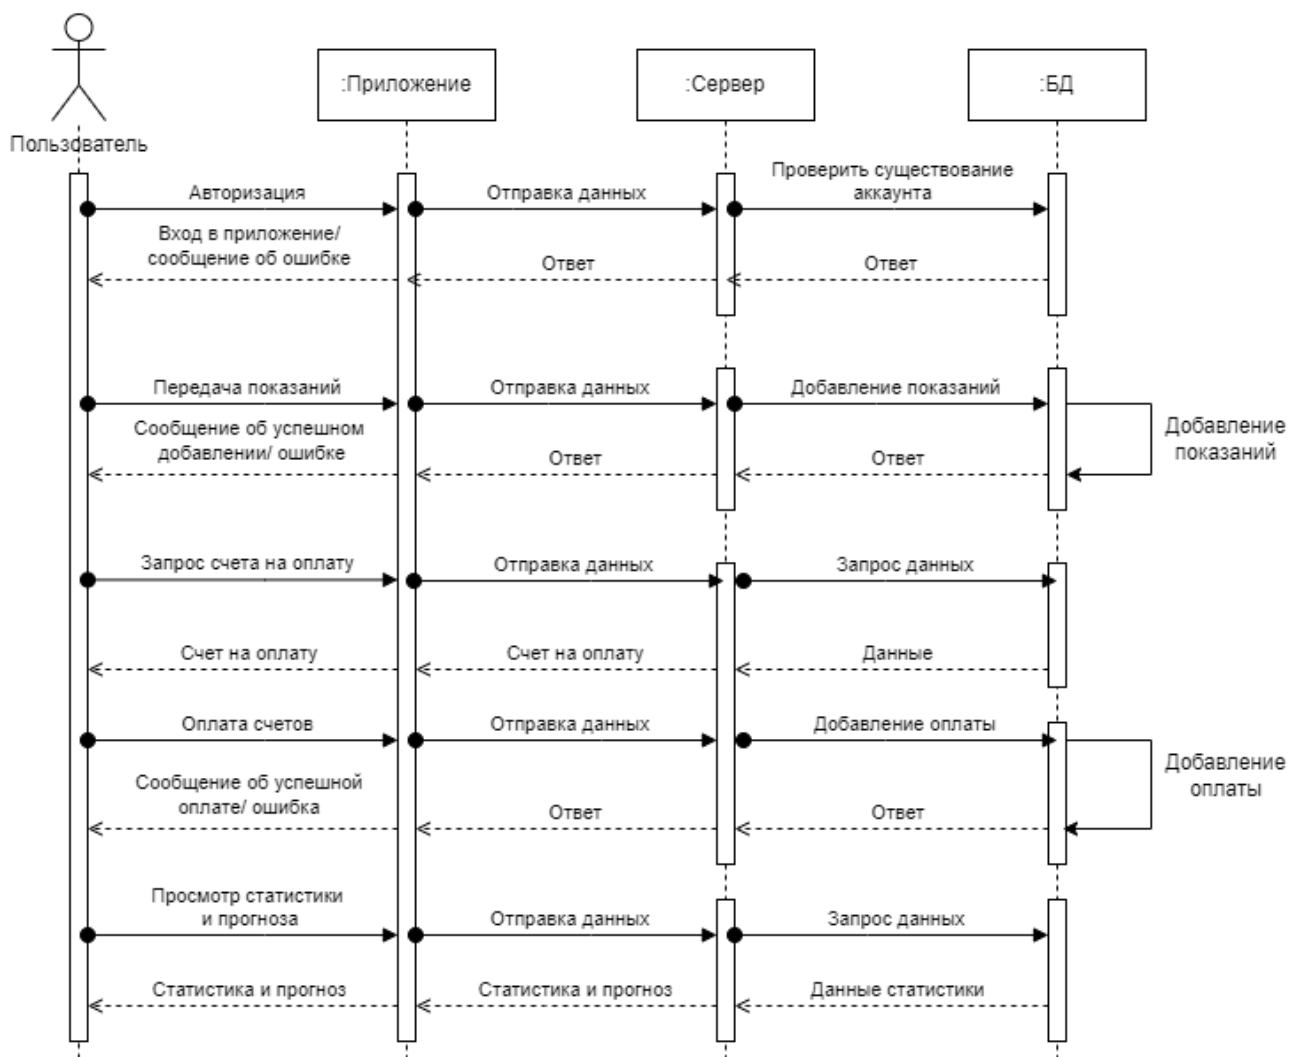 :Приложение
:Сервер
:БД
Пользователь
Авторизация
Отправка данных
Проверить существование
аккаунта
Вход в приложение/
сообщение об ошибке
Ответ
Ответ
Передача показаний
Отправка данных
Добавление показаний
Добавление
показаний
Сообщение об успешном
добавлении/ ошибке
Ответ
Ответ
Запрос счета на оплату
Отправка данных
Запрос данных
Счет на оплату
Счет на оплату
Данные
Оплата счетов
Отправка данных
Добавление оплаты
Добавление
оплаты
Сообщение об успешной
оплате/ ошибка
Ответ
Ответ
Просмотр статистики
и прогноза
Отправка данных
Запрос данных
Статистика и прогноз
Статистика и прогноз
Данные статистики